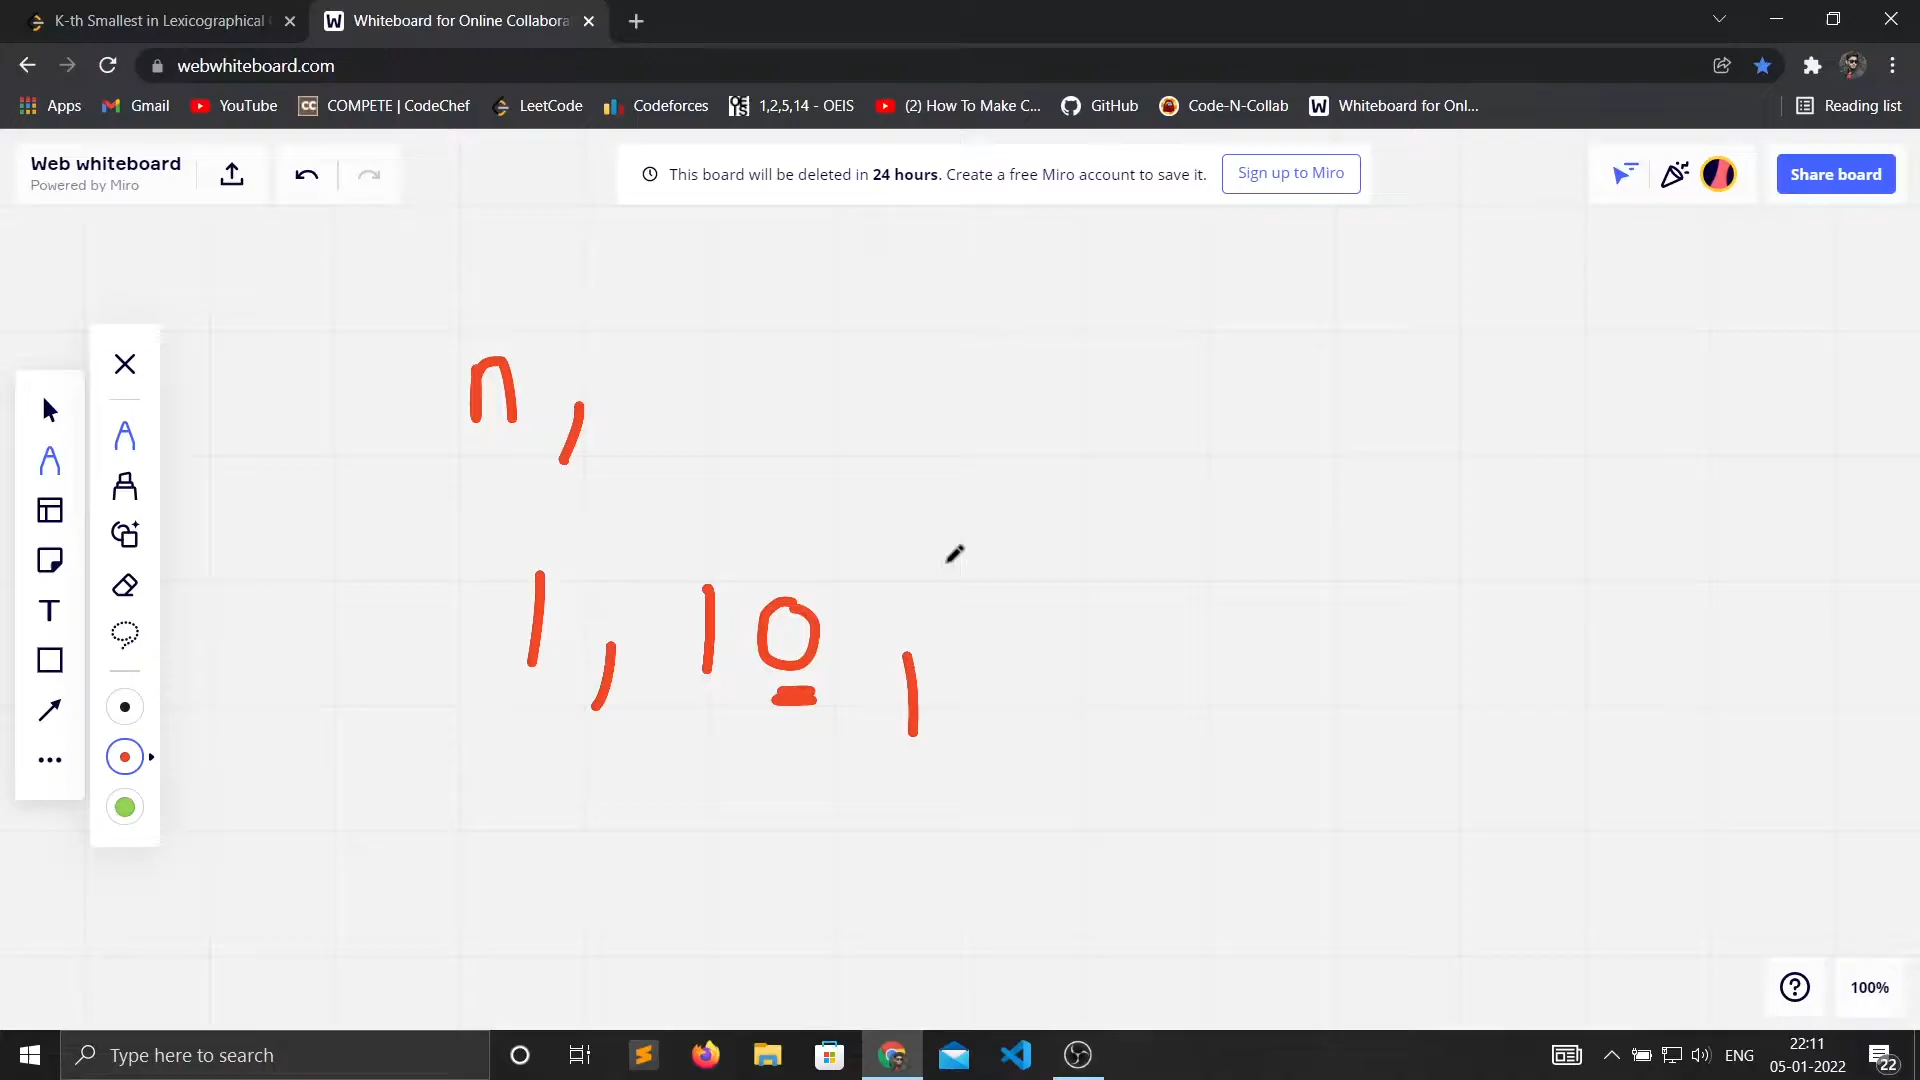 K-th Smallest in Lexicographical
Whiteboard for Online Collabora
webwhiteboard.com
Apps Gmail YouTube COMPETE | CodeChef LeetCode Codeforces 1,2,5,14 - OEIS (2) How To Make C... GitHub Code-N-Collab Whiteboard for Onl... Reading list
Web whiteboard
Powered by Miro
This board will be deleted in 24 hours. Create a free Miro account to save it. Sign up to Miro
Share board
n ,
1 , 10 ,
100%
Type here to search
ENG
22:11
05-01-2022
22